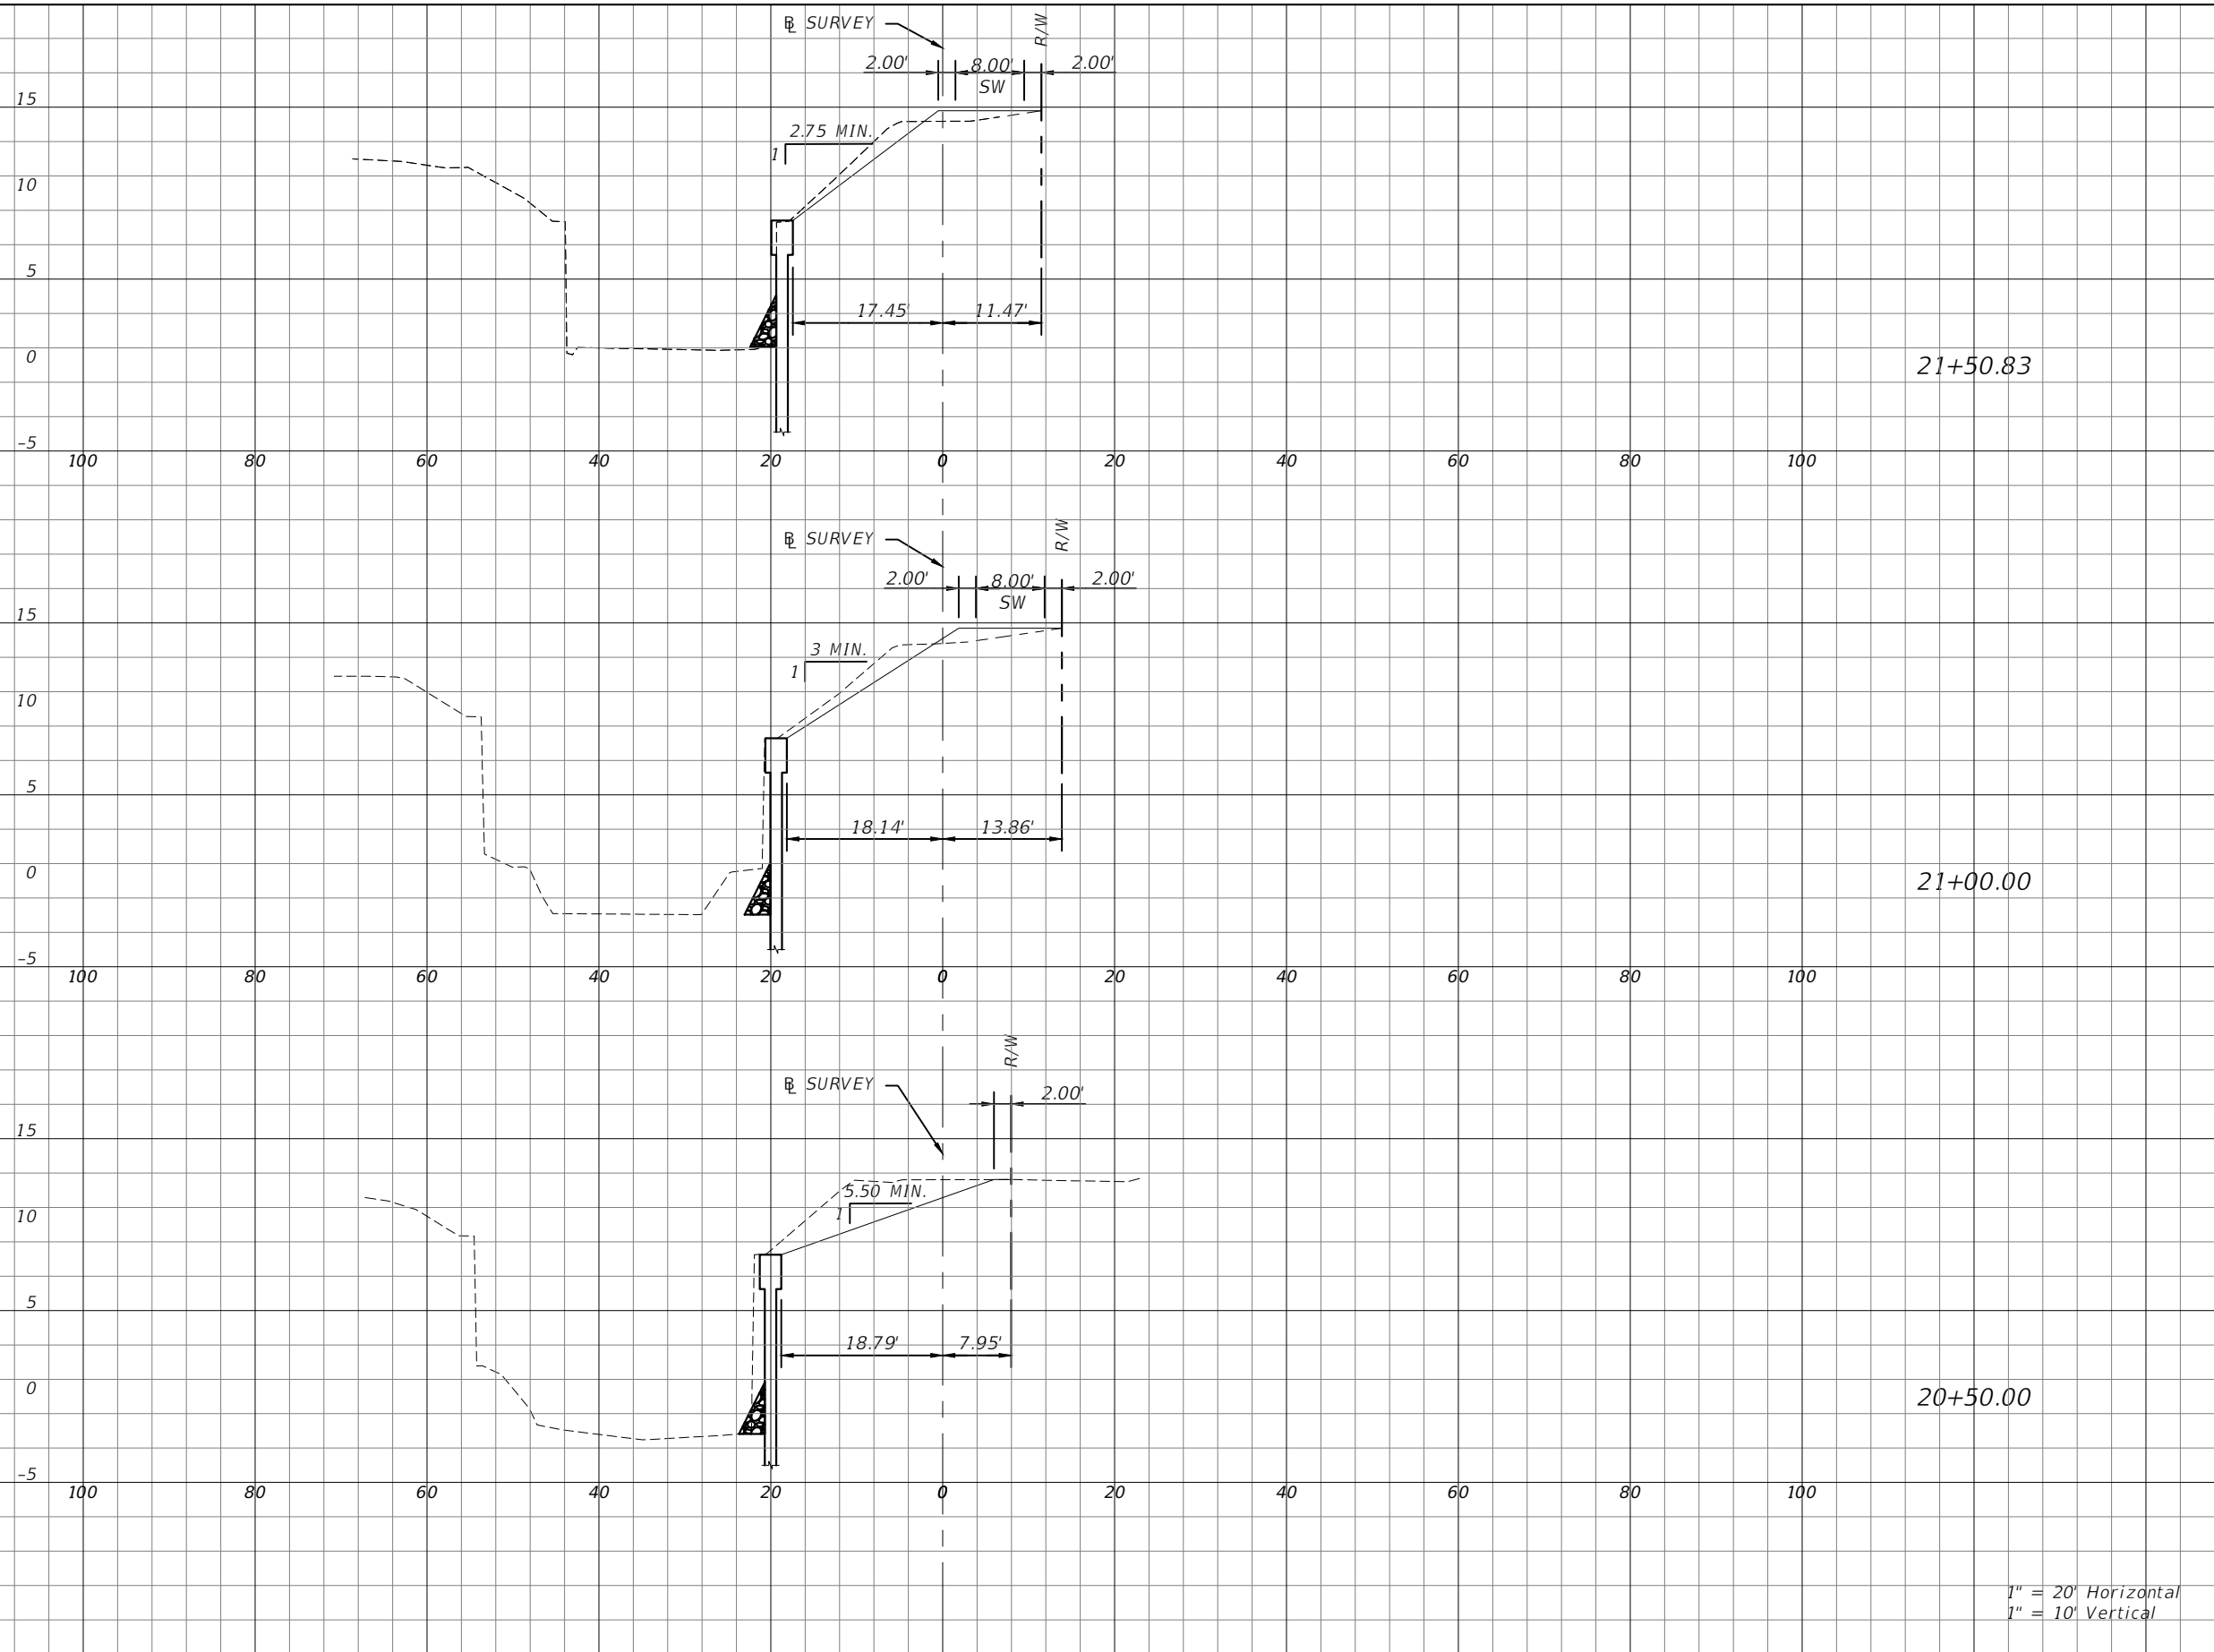 ℄ SURVEY
R/W
2.00' 8.00' 2.00'
SW
15
2.75 MIN.
1
10
5
17.45' 11.47'
0
21+50.83
-5
100 80 60 40 20 0 20 40 60 80 100
R/W
℄ SURVEY
2.00' 8.00' 2.00'
SW
15
3 MIN.
1
10
5
18.14' 13.86'
0
21+00.00
-5
100 80 60 40 20 0 20 40 60 80 100
R/W
℄ SURVEY
2.00'
15
5.50 MIN.
1
10
5
18.79' 7.95'
0
20+50.00
-5
100 80 60 40 20 0 20 40 60 80 100
1" = 20' Horizontal
1" = 10' Vertical